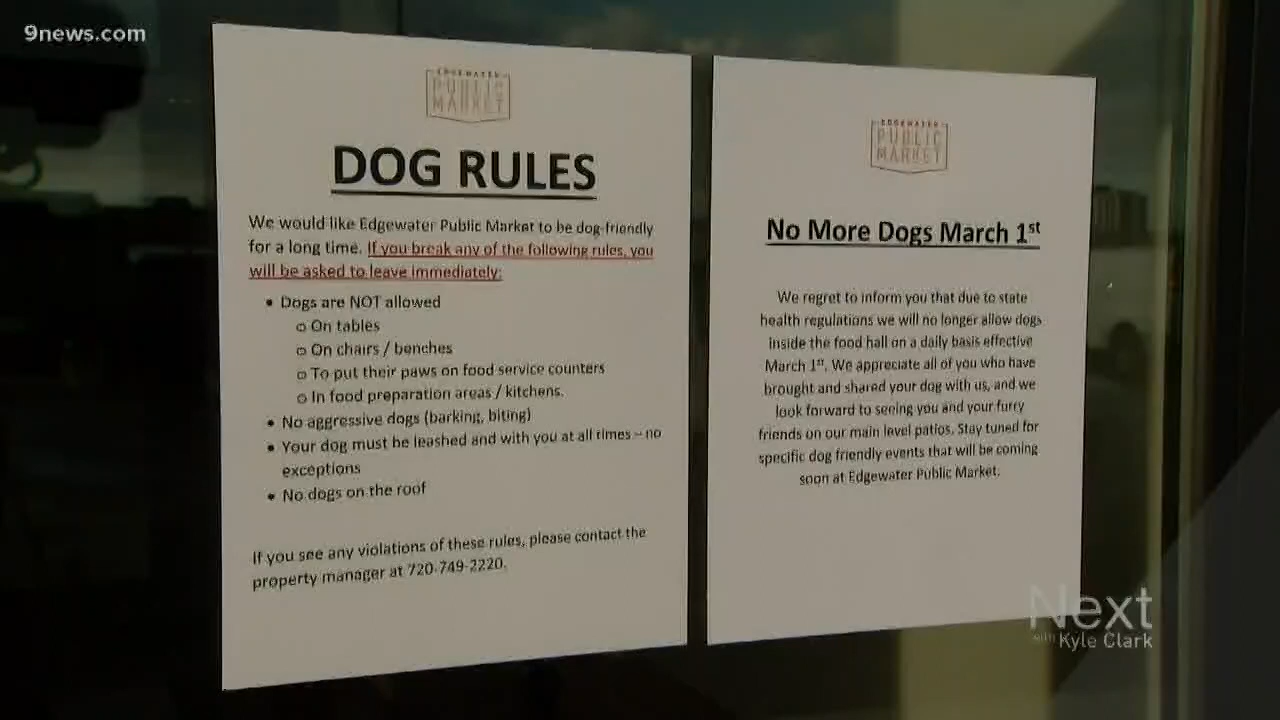 9news.com
EDGEWATER
PUBLIC
MARKET
DOG RULES
We would like Edgewater Public Market to be dog-friendly
for a long time. If you break any of the following rules, you
will be asked to leave immediately:
• Dogs are NOT allowed
o On tables
o On chairs / benches
o To put their paws on food service counters
o In food preparation areas / kitchens.
• No aggressive dogs (barking, biting)
• Your dog must be leashed and with you at all times – no
exceptions
• No dogs on the roof
If you see any violations of these rules, please contact the
property manager at 720-749-2220.
EDGEWATER
PUBLIC
MARKET
No More Dogs March 1st
We regret to inform you that due to state
health regulations we will no longer allow dogs
inside the food hall on a daily basis effective
March 1st. We appreciate all of you who have
brought and shared your dog with us, and we
look forward to seeing you and your furry
friends on our main level patios. Stay tuned for
specific dog friendly events that will be coming
soon at Edgewater Public Market.
Next
with Kyle Clark